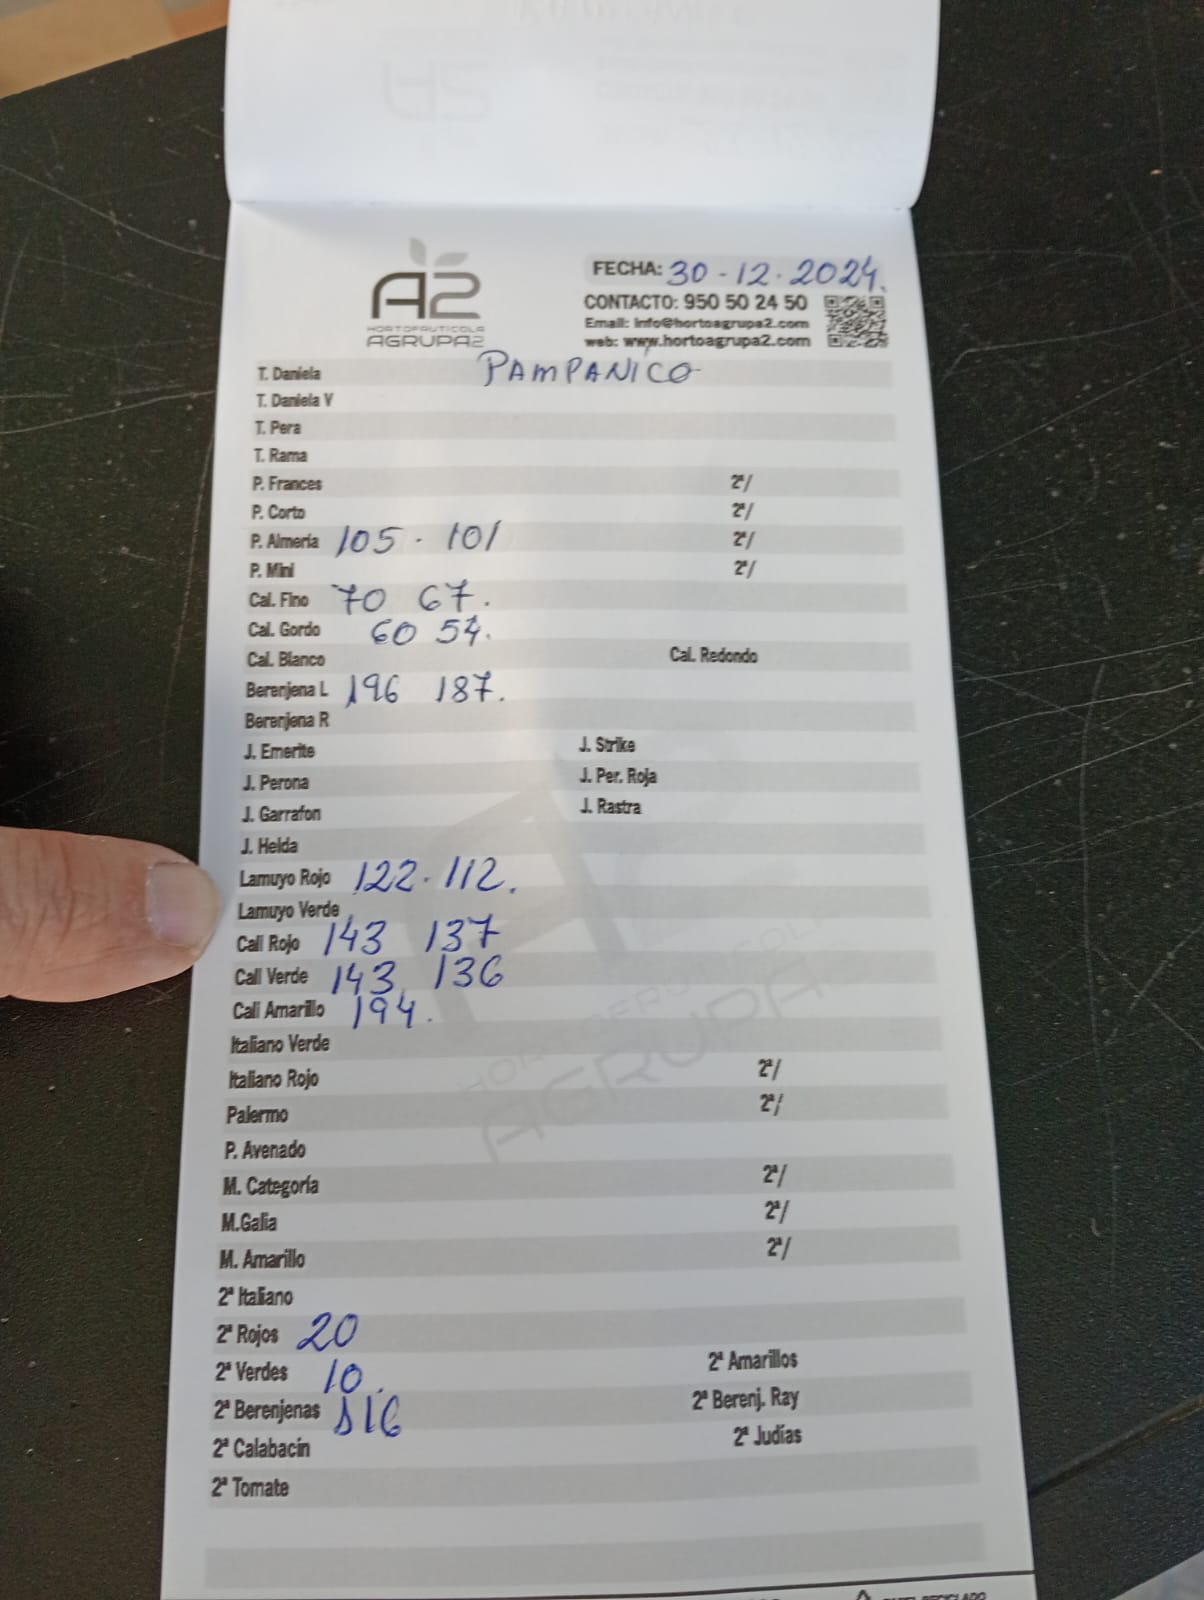 A2
HORTOFRUTICOLA
AGRUPA2
FECHA: 30-12-2024.
CONTACTO: 950 50 24 50
Email: info@hortoagrupa2.com
web: www.hortoagrupa2.com
T. Daniela PAMPANICO
T. Daniela V
T. Pera
T. Rama
P. Frances 2ª/
P. Corto 2ª/
P. Almería 105 - 101 2ª/
P. Mini 2ª/
Cal. Fino 70 67.
Cal. Gordo 60 54.
Cal. Blanco Cal. Redondo
Berenjena L 196 187.
Berenjena R
J. Emerite J. Strike
J. Perona J. Per. Roja
J. Garrafon J. Rastra
J. Helda
Lamuyo Rojo 122-112.
Lamuyo Verde
Cali Rojo 143 137
Cali Verde 143 136
Cali Amarillo 194.
Italiano Verde
Italiano Rojo 2ª/
Palermo 2ª/
P. Avenado
M. Categoría 2ª/
M.Galia 2ª/
M. Amarillo 2ª/
2ª Italiano
2ª Rojos 20
2ª Verdes 10. 2ª Amarillos
2ª Berenjenas 116 2ª Berenj. Ray
2ª Calabacín 2ª Judías
2ª Tomate
HORTOFRUTICOLA
AGRUPA